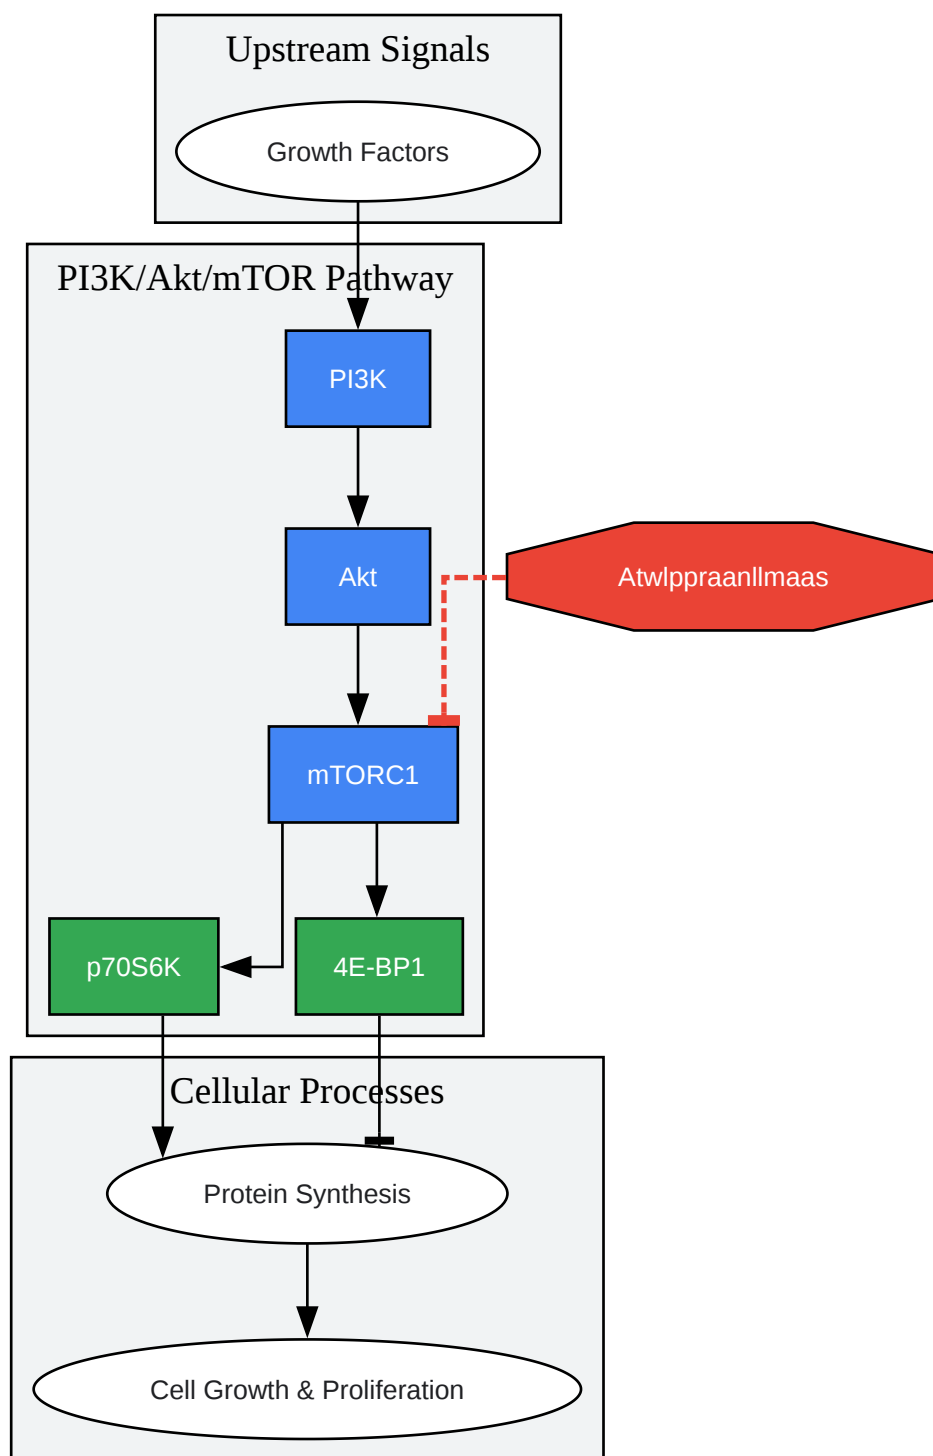 Upstream Signals
Growth Factors
PI3K/Akt/mTOR Pathway
PI3K
Akt
Atwlppraanllmaas
mTORC1
p70S6K
4E-BP1
Cellular Processes
Protein Synthesis
Cell Growth & Proliferation